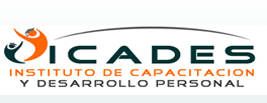 ICADES
INSTITUTO DE CAPACITACION
Y DESARROLLO PERSONAL